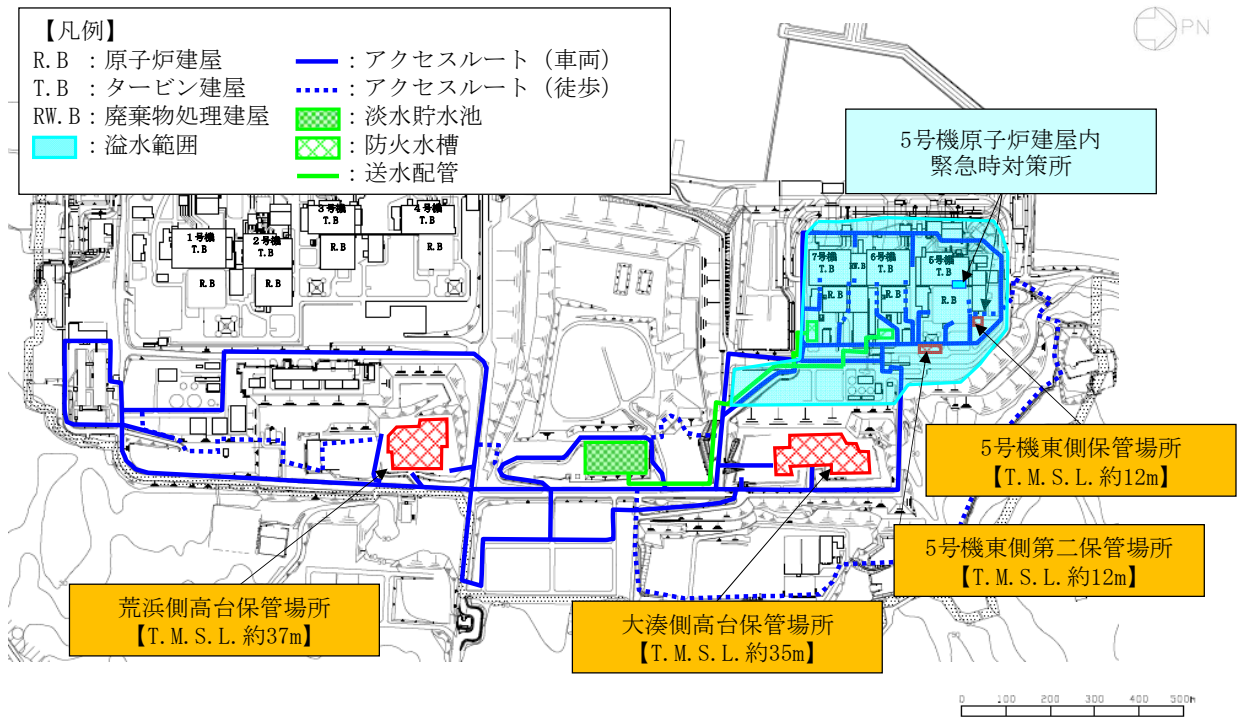 【凡例】
R.B ：原子炉建屋
T.B ：タービン建屋
RW.B：廃棄物処理建屋
：溢水範囲
：アクセスルート（車両）
：アクセスルート（徒歩）
：淡水貯水池
：防火水槽
：送水配管
PN
5号機原子炉建屋内
緊急時対策所
1号機
T.B
R.B
2号機
T.B
R.B
3号機
T.B
R.B
4号機
T.B
R.B
7号機
T.B
R.B
RW.B
6号機
T.B
R.B
5号機
T.B
R.B
5号機東側保管場所
【T.M.S.L.約12m】
5号機東側第二保管場所
【T.M.S.L.約12m】
荒浜側高台保管場所
【T.M.S.L.約37m】
大湊側高台保管場所
【T.M.S.L.約35m】
0 100 200 300 400 500m